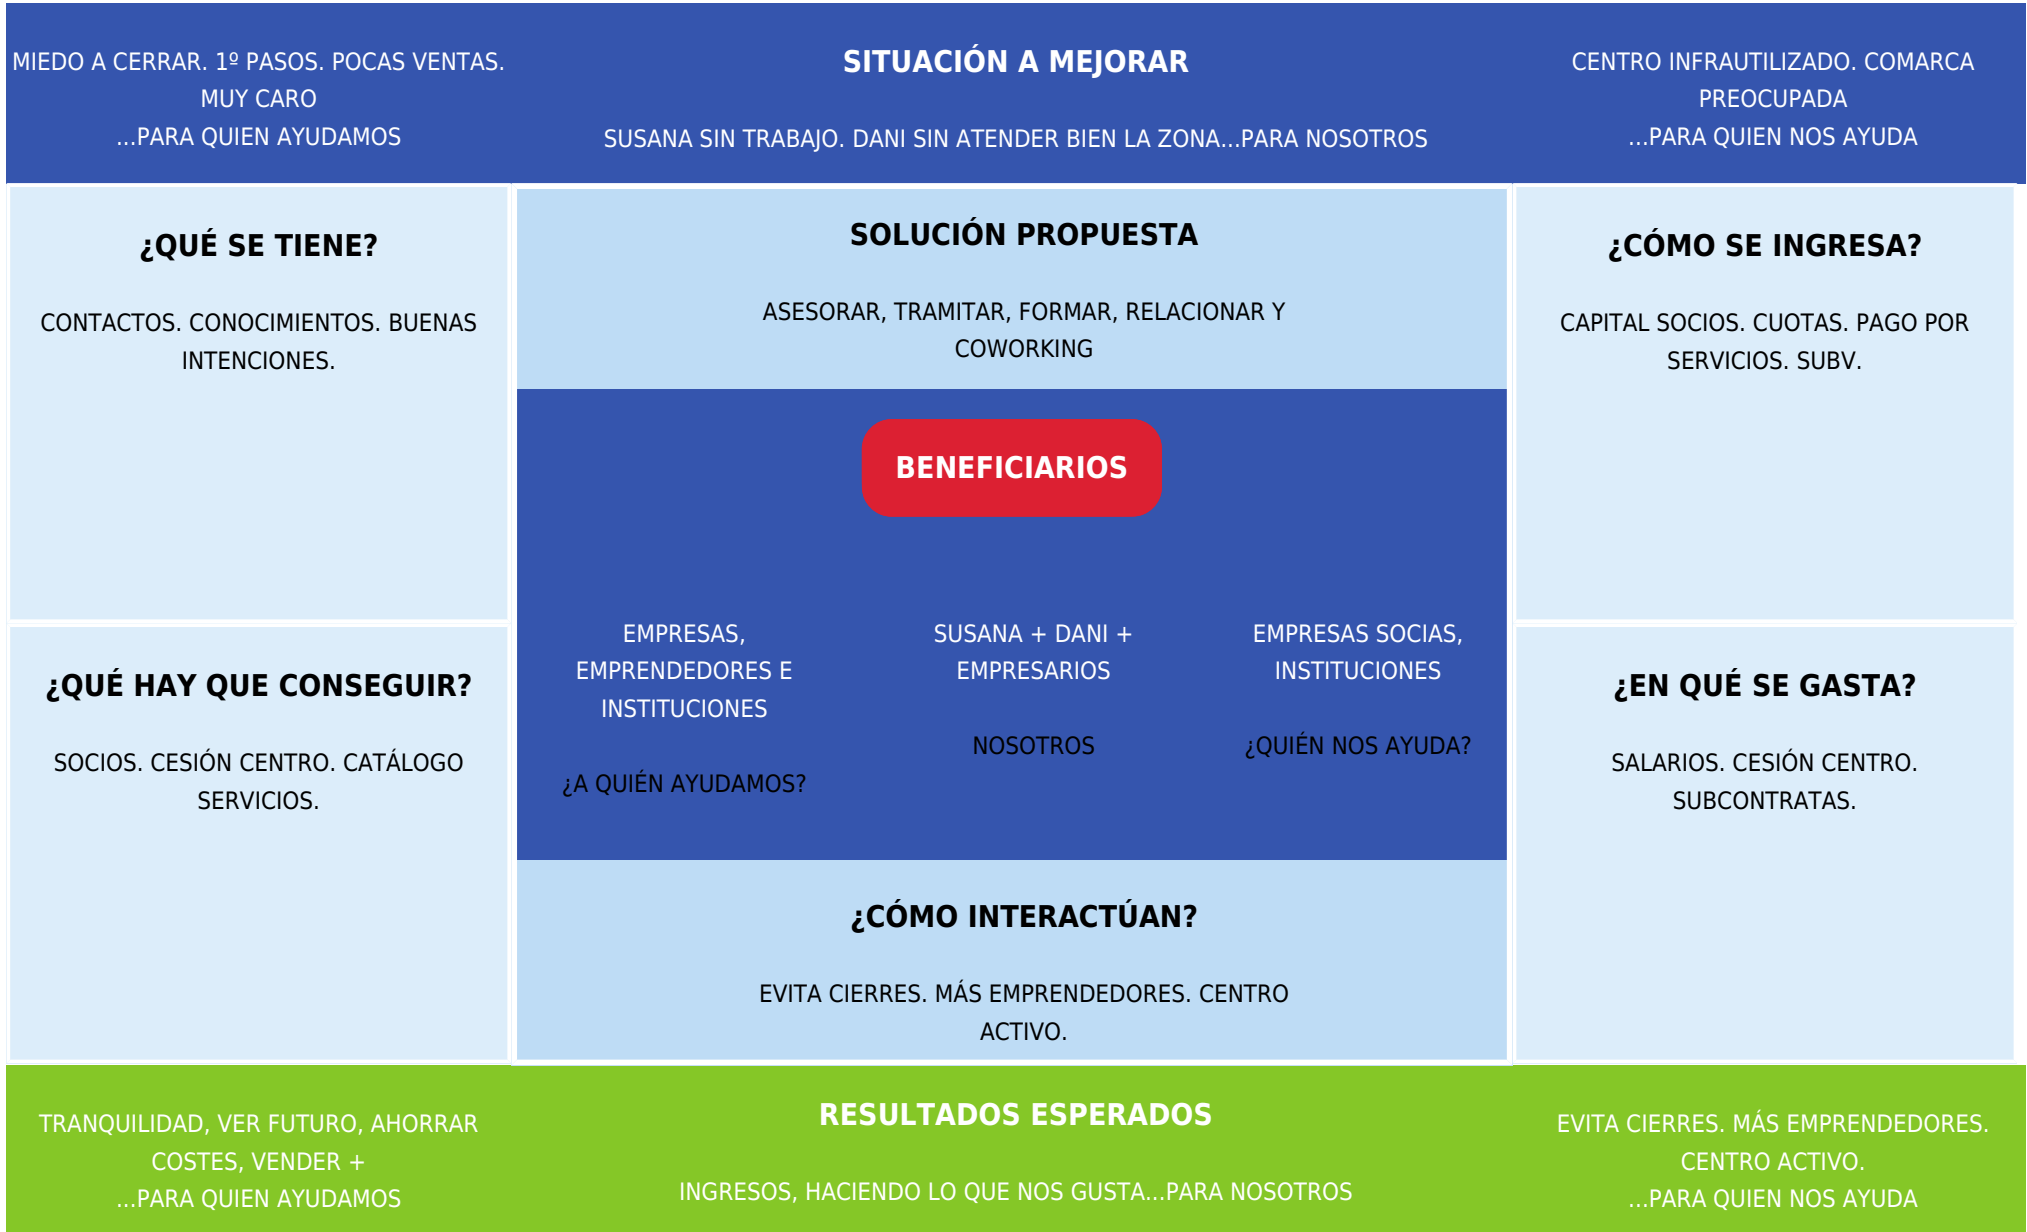 MIEDO A CERRAR. 1º PASOS. POCAS VENTAS.
MUY CARO
...PARA QUIEN AYUDAMOS
SITUACIÓN A MEJORAR
SUSANA SIN TRABAJO. DANI SIN ATENDER BIEN LA ZONA...PARA NOSOTROS
CENTRO INFRAUTILIZADO. COMARCA
PREOCUPADA
...PARA QUIEN NOS AYUDA
¿QUÉ SE TIENE?
CONTACTOS. CONOCIMIENTOS. BUENAS
INTENCIONES.
SOLUCIÓN PROPUESTA
ASESORAR, TRAMITAR, FORMAR, RELACIONAR Y
COWORKING
¿CÓMO SE INGRESA?
CAPITAL SOCIOS. CUOTAS. PAGO POR
SERVICIOS. SUBV.
BENEFICIARIOS
EMPRESAS,
EMPRENDEDORES E
INSTITUCIONES
¿A QUIÉN AYUDAMOS?
SUSANA + DANI +
EMPRESARIOS
NOSOTROS
EMPRESAS SOCIAS,
INSTITUCIONES
¿QUIÉN NOS AYUDA?
¿QUÉ HAY QUE CONSEGUIR?
SOCIOS. CESIÓN CENTRO. CATÁLOGO
SERVICIOS.
¿EN QUÉ SE GASTA?
SALARIOS. CESIÓN CENTRO.
SUBCONTRATAS.
¿CÓMO INTERACTÚAN?
EVITA CIERRES. MÁS EMPRENDEDORES. CENTRO
ACTIVO.
TRANQUILIDAD, VER FUTURO, AHORRAR
COSTES, VENDER +
...PARA QUIEN AYUDAMOS
RESULTADOS ESPERADOS
INGRESOS, HACIENDO LO QUE NOS GUSTA...PARA NOSOTROS
EVITA CIERRES. MÁS EMPRENDEDORES.
CENTRO ACTIVO.
...PARA QUIEN NOS AYUDA